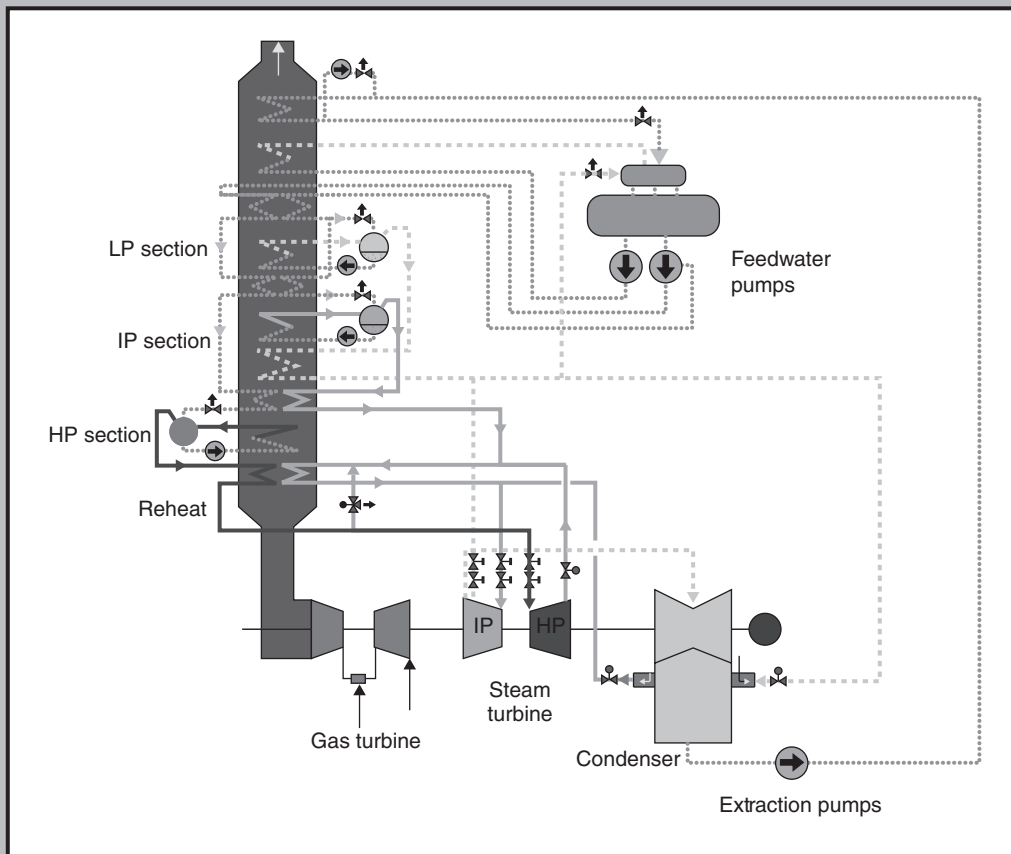 LP section
Feedwater
pumps
IP section
HP section
Reheat
IP
HP
Steam
turbine
Gas turbine
Condenser
Extraction pumps